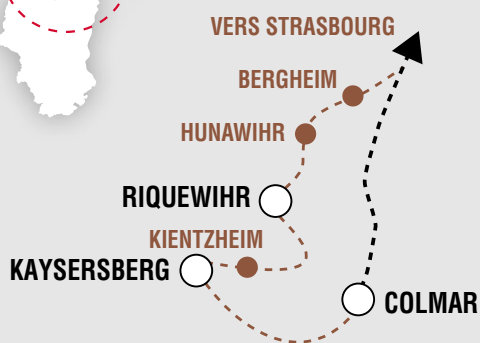 VERS STRASBOURG
BERGHEIM
HUNAWIHR
RIQUEWIHR
KIENTZHEIM
KAYSERSBERG
COLMAR